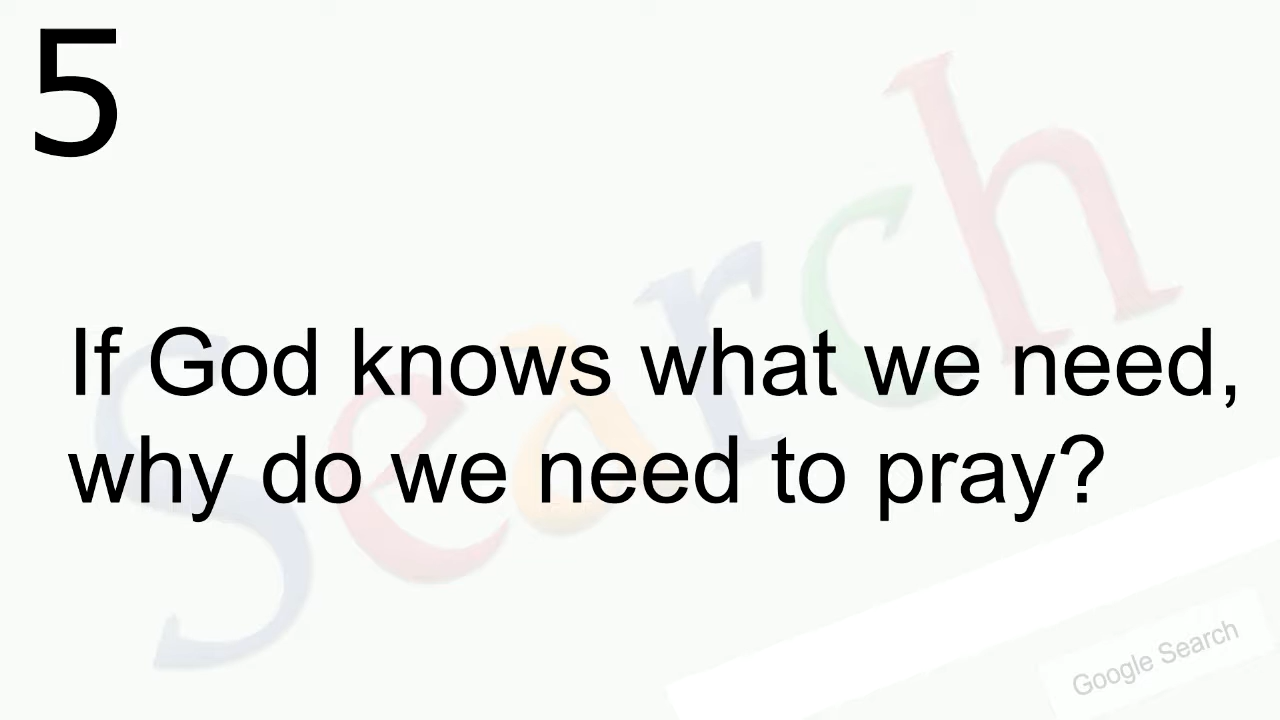 5
Search
If God knows what we need,
why do we need to pray?
Google Search